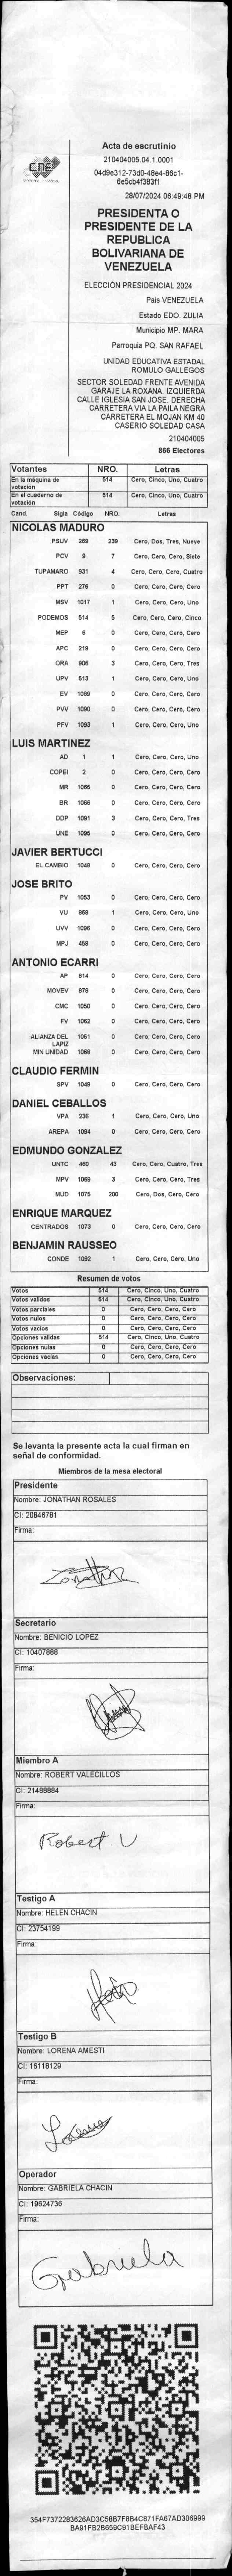 CNE
Acta de escrutinio
210404005.04.1.0001
04d9e312-73d0-48e4-86c1-
6e5cb4f383f1
28/07/2024 06:49:48 PM
PRESIDENTA O
PRESIDENTE DE LA
REPUBLICA
BOLIVARIANA DE
VENEZUELA
ELECCIÓN PRESIDENCIAL 2024
Pais VENEZUELA
Estado EDO. ZULIA
Municipio MP. MARA
Parroquia PQ. SAN RAFAEL
UNIDAD EDUCATIVA ESTADAL
ROMULO GALLEGOS
SECTOR SOLEDAD FRENTE AVENIDA
GARAJE LA ROXANA. IZQUIERDA
CALLE IGLESIA SAN JOSE. DERECHA
CARRETERA VIA LA PAILA NEGRA
CARRETERA EL MOJAN KM 40
CASERIO SOLEDAD CASA
210404005
866 Electores
Votantes NRO. Letras
En la máquina de votación 514 Cero, Cinco, Uno, Cuatro
En el cuaderno de votación 514 Cero, Cinco, Uno, Cuatro
Cand. Sigla Código NRO. Letras
NICOLAS MADURO
PSUV 269 239 Cero, Dos, Tres, Nueve
PCV 9 7 Cero, Cero, Cero, Siete
TUPAMARO 931 4 Cero, Cero, Cero, Cuatro
PPT 276 0 Cero, Cero, Cero, Cero
MSV 1017 1 Cero, Cero, Cero, Uno
PODEMOS 514 5 Cero, Cero, Cero, Cinco
MEP 6 0 Cero, Cero, Cero, Cero
APC 219 0 Cero, Cero, Cero, Cero
ORA 906 3 Cero, Cero, Cero, Tres
UPV 513 1 Cero, Cero, Cero, Uno
EV 1089 0 Cero, Cero, Cero, Cero
PVV 1090 0 Cero, Cero, Cero, Cero
PFV 1093 1 Cero, Cero, Cero, Uno
LUIS MARTINEZ
AD 1 1 Cero, Cero, Cero, Uno
COPEI 2 0 Cero, Cero, Cero, Cero
MR 1065 0 Cero, Cero, Cero, Cero
BR 1066 0 Cero, Cero, Cero, Cero
DDP 1091 3 Cero, Cero, Cero, Tres
UNE 1095 0 Cero, Cero, Cero, Cero
JAVIER BERTUCCI
EL CAMBIO 1048 0 Cero, Cero, Cero, Cero
JOSE BRITO
PV 1053 0 Cero, Cero, Cero, Cero
VU 868 1 Cero, Cero, Cero, Uno
UVV 1096 0 Cero, Cero, Cero, Cero
MPJ 458 0 Cero, Cero, Cero, Cero
ANTONIO ECARRI
AP 814 0 Cero, Cero, Cero, Cero
MOVEV 879 0 Cero, Cero, Cero, Cero
CMC 1050 0 Cero, Cero, Cero, Cero
FV 1062 0 Cero, Cero, Cero, Cero
ALIANZA DEL LAPIZ 1061 0 Cero, Cero, Cero, Cero
MIN UNIDAD 1068 0 Cero, Cero, Cero, Cero
CLAUDIO FERMIN
SPV 1049 0 Cero, Cero, Cero, Cero
DANIEL CEBALLOS
VPA 236 1 Cero, Cero, Cero, Uno
AREPA 1094 0 Cero, Cero, Cero, Cero
EDMUNDO GONZALEZ
UNTC 460 43 Cero, Cero, Cuatro, Tres
MPV 1069 3 Cero, Cero, Cero, Tres
MUD 1075 200 Cero, Dos, Cero, Cero
ENRIQUE MARQUEZ
CENTRADOS 1073 0 Cero, Cero, Cero, Cero
BENJAMIN RAUSSEO
CONDE 1092 1 Cero, Cero, Cero, Uno
Resumen de votos
Votos 514 Cero, Cinco, Uno, Cuatro
Votos validos 514 Cero, Cinco, Uno, Cuatro
Votos parciales 0 Cero, Cero, Cero, Cero
Votos nulos 0 Cero, Cero, Cero, Cero
Votos vacios 0 Cero, Cero, Cero, Cero
Opciones validas 514 Cero, Cinco, Uno, Cuatro
Opciones nulas 0 Cero, Cero, Cero, Cero
Opciones vacias 0 Cero, Cero, Cero, Cero
Observaciones:
Se levanta la presente acta la cual firman en
señal de conformidad.
Miembros de la mesa electoral
Presidente
Nombre: JONATHAN ROSALES
CI: 20846781
Firma:
Jonathan
Secretario
Nombre: BENICIO LOPEZ
CI: 10407888
Firma:
Miembro A
Nombre: ROBERT VALECILLOS
CI: 21488884
Firma:
Robert V
Testigo A
Nombre: HELEN CHACIN
CI: 23754199
Firma:
Testigo B
Nombre: LORENA AMESTI
CI: 16118129
Firma:
Lorena
Operador
Nombre: GABRIELA CHACIN
CI: 19624736
Firma:
Gabriela
354F7372283626AD3C58B7F8B4C871FA67AD306999
BA91FB2B659C91BEFBAF43